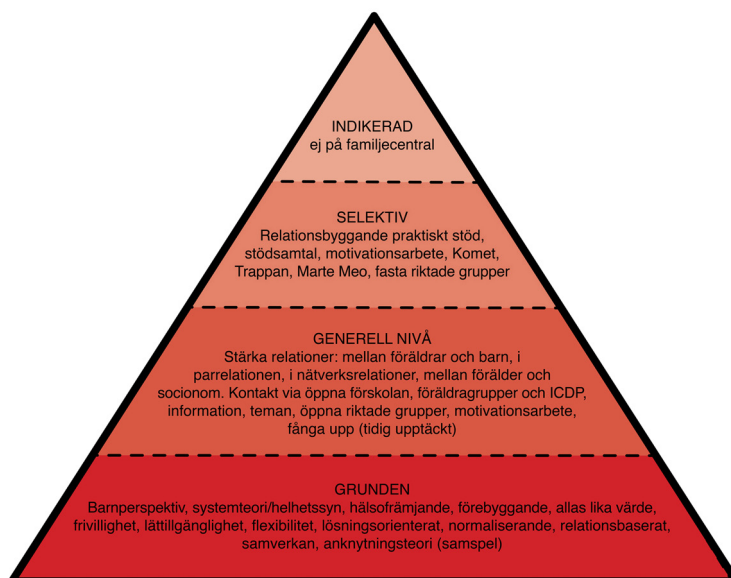 INDIKERAD
ej på familjecentral
SELEKTIV
Relationsbyggande praktiskt stöd,
stödsamtal, motivationsarbete, Komet,
Trappan, Marte Meo, fasta riktade grupper
GENERELL NIVÅ
Stärka relationer: mellan föräldrar och barn, i
parrelationen, i nätverksrelationer, mellan förälder och
socionom. Kontakt via öppna förskolan, föräldragrupper och ICDP,
information, teman, öppna riktade grupper, motivationsarbete,
fånga upp (tidig upptäckt)
GRUNDEN
Barnperspektiv, systemteori/helhetssyn, hälsofrämjande, förebyggande, allas lika värde,
frivillighet, lättillgänglighet, flexibilitet, lösningsorienterat, normaliserande, relationsbaserat,
samverkan, anknytningsteori (samspel)